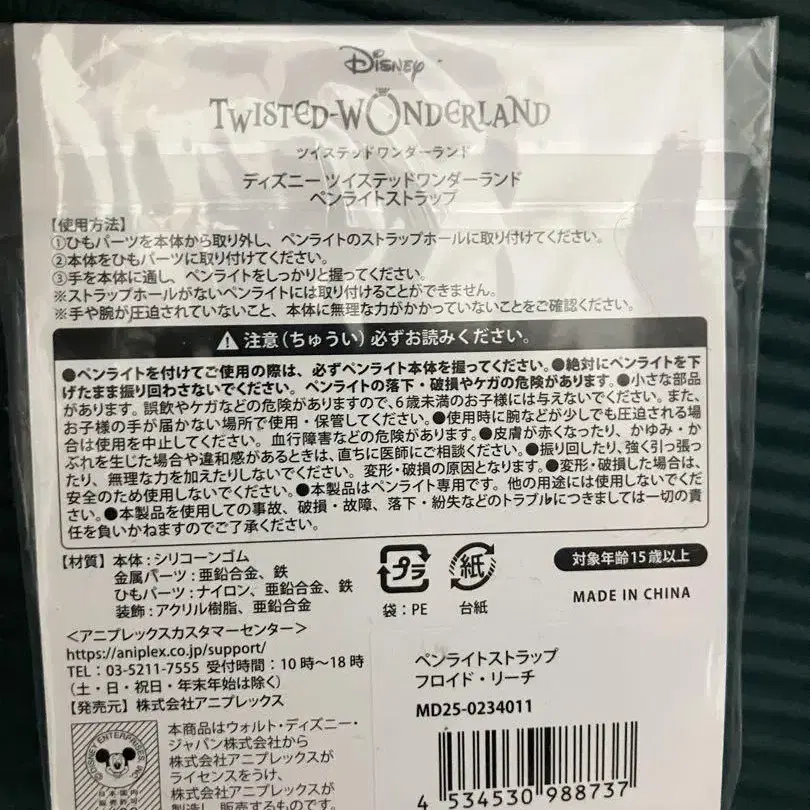 Disney
TWISTED-WONDERLAND
ツイステッドワンダーランド
ディズニー ツイステッドワンダーランド
ペンライトストラップ
【使用方法】
①ひもパーツを本体から取り外し、ペンライトのストラップホールに取り付けてください。
②本体をひもパーツに取り付けてください。
③手を本体に通し、ペンライトをしっかりと握ってください。
※ストラップホールがないペンライトには取り付けることができません。
※手や腕が圧迫されていないこと、本体に無理な力がかかっていないことをご確認ください。
注意（ちゅうい）必ずお読みください。
●ペンライトを付けてご使用の際は、必ずペンライト本体を握ってください。●絶対にペンライトを下
げたまま振り回わさないでください。ペンライトの落下・破損やケガの危険があります。●小さな部品
があります。誤飲やケガなどの危険がありますので、6歳未満のお子様には与えないでください。また、
お子様の手が届かない場所で使用・保管してください。●使用時に腕などが少しでも圧迫される場
合は使用を中止してください。血行障害などの危険があります。●皮膚が赤くなったり、かゆみ・か
ぶれを生じた場合や違和感があるときは、直ちに医師にご相談ください。●振り回したり、強く引っ張っ
たり、無理な力を加えたりしないでください。変形・破損の原因となります。●変形・破損した場合は、
安全のため使用しないでください。●本製品はペンライト専用です。他の用途には使用しないでくだ
さい。●本製品を使用しての事故、破損・故障、落下・紛失などのトラブルにつきましては一切の責
任を負いかねますのでご了承ください。
【材質】本体：シリコーンゴム
金属パーツ：亜鉛合金、鉄
ひもパーツ：ナイロン、亜鉛合金、鉄
装飾：アクリル樹脂、亜鉛合金
プラ
袋：PE
紙
台紙
対象年齢15歳以上
MADE IN CHINA
＜アニプレックスカスタマーセンター＞
https://aniplex.co.jp/support/
TEL：03-5211-7555 受付時間：10時～18時
（土・日・祝日・年末年始は除く）
【発売元】株式会社アニプレックス
本商品はウォルト・ディズニー・
ジャパン株式会社から
株式会社アニプレックスが
ライセンスをうけ、
製造し、販売するものです。
ペンライトストラップ
フロイド・リーチ
MD25-0234011
4 534530 988737